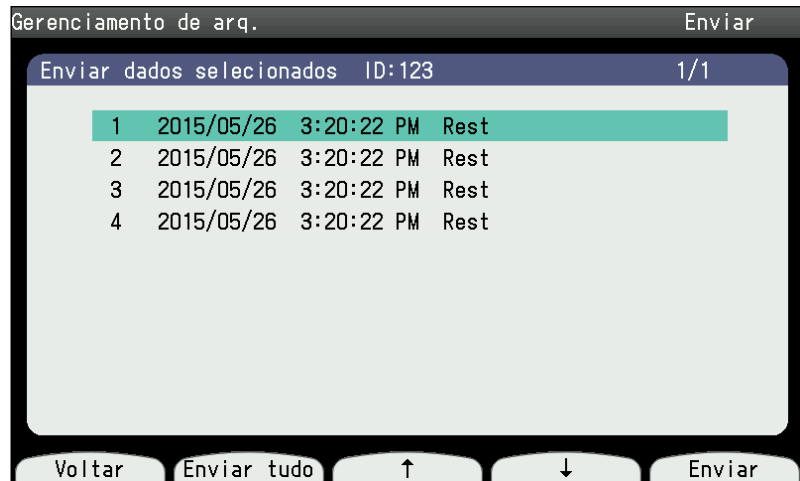 Gerenciamento de arq. Enviar
Enviar dados selecionados ID:123 1/1
1 2015/05/26 3:20:22 PM Rest
2 2015/05/26 3:20:22 PM Rest
3 2015/05/26 3:20:22 PM Rest
4 2015/05/26 3:20:22 PM Rest
Voltar Enviar tudo ↑ ↓ Enviar